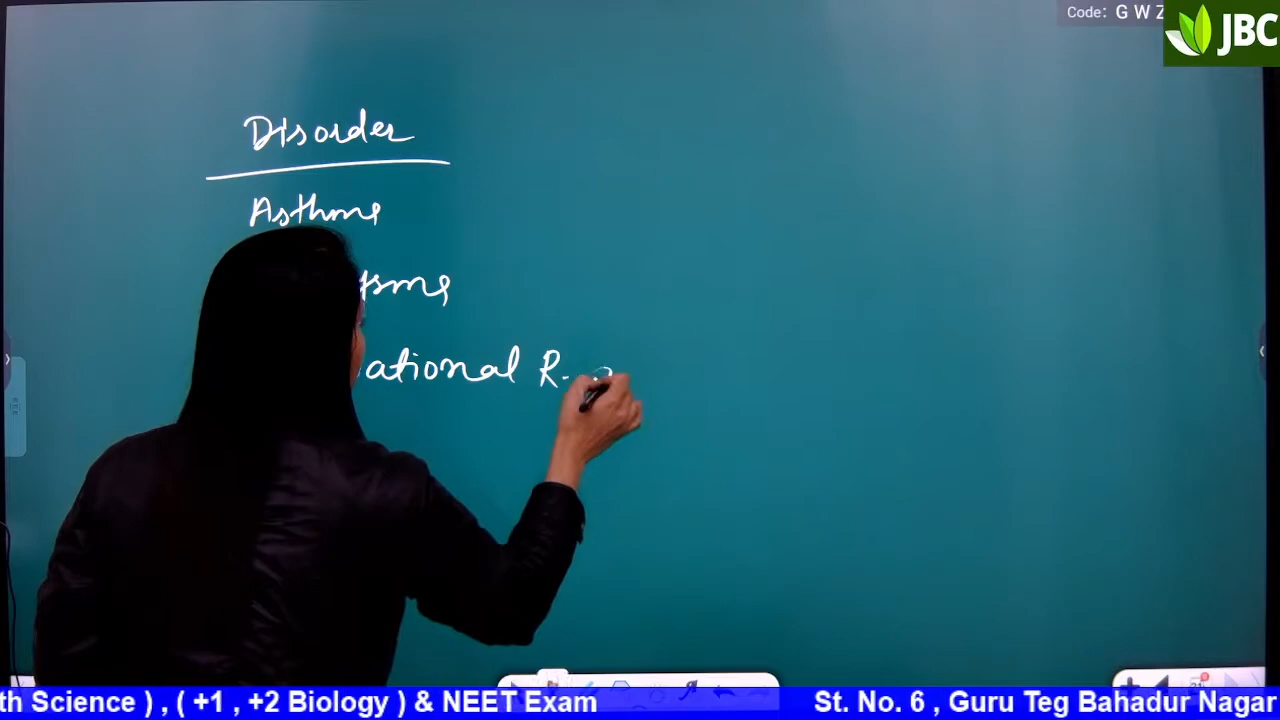 Code: G W Z
JBC
Disorder
Asthma
ational R.
th Science ) , ( +1 , +2 Biology ) & NEET Exam
St. No. 6 , Guru Teg Bahadur Nagar